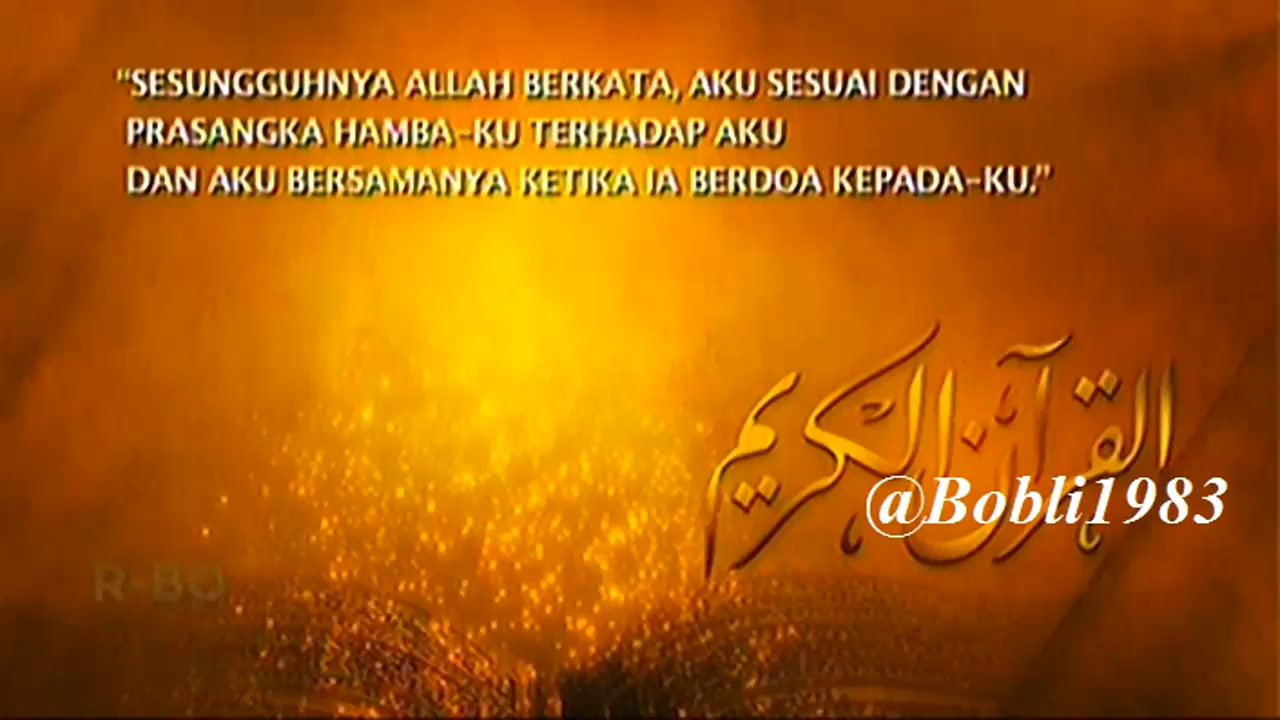 “SESUNGGUHNYA ALLAH BERKATA, AKU SESUAI DENGAN
PRASANGKA HAMBA-KU TERHADAP AKU
DAN AKU BERSAMANYA KETIKA IA BERDOA KEPADA-KU.”
القرآن الكريم
@Bobli1983
R-BO